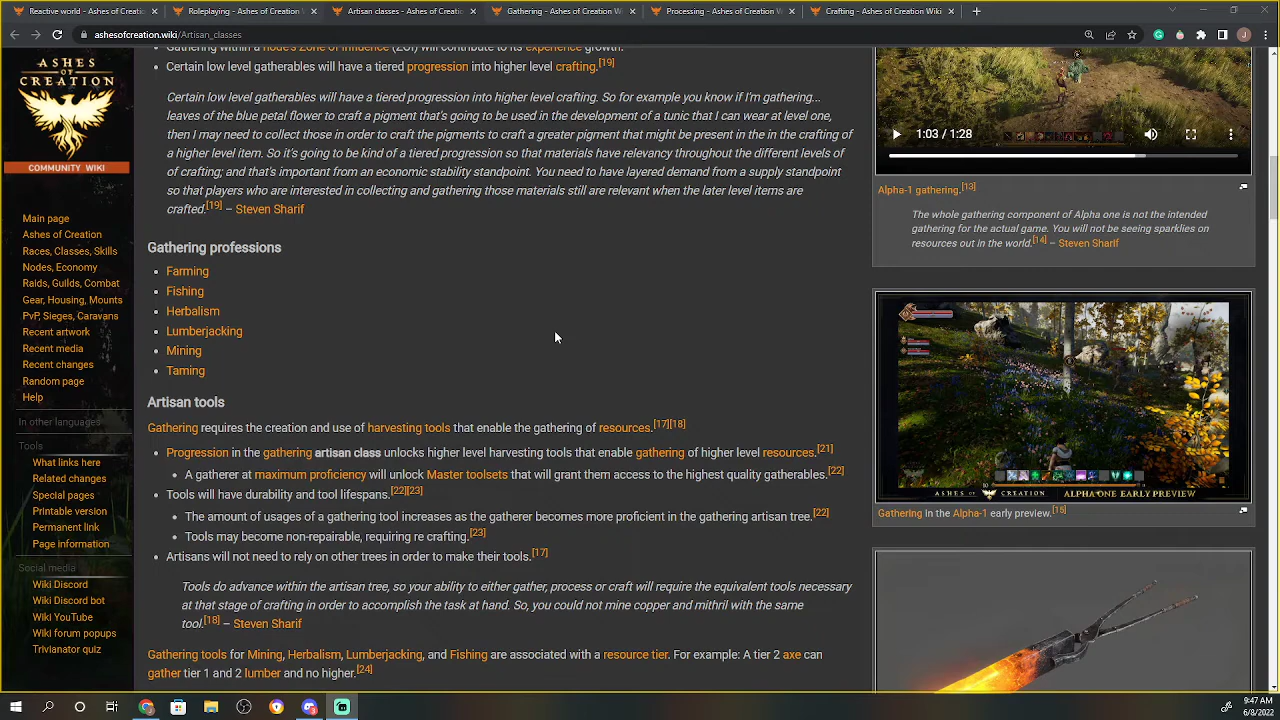 Reactive world - Ashes of Creati
Roleplaying - Ashes of Creation
Artisan classes - Ashes of Creat
Gathering - Ashes of Creation Wi
Processing - Ashes of Creation W
Crafting - Ashes of Creation Wiki
ashesofcreation.wiki/Artisan_classes
ASHES
OF
CREATION
COMMUNITY WIKI
Main page
Ashes of Creation
Races, Classes, Skills
Nodes, Economy
Raids, Guilds, Combat
Gear, Housing, Mounts
PvP, Sieges, Caravans
Recent artwork
Recent media
Recent changes
Random page
Help
In other languages
Tools
What links here
Related changes
Special pages
Printable version
Permanent link
Page information
Social media
Wiki Discord
Wiki Discord bot
Wiki YouTube
Wiki forum popups
Trivianator quiz
Gathering within a node's Zone of Influence (ZOI) will contribute to its experience growth.
Certain low level gatherables will have a tiered progression into higher level crafting.[19]
Certain low level gatherables will have a tiered progression into higher level crafting. So for example you know if I'm gathering...
leaves of the blue petal flower to craft a pigment that's going to be used in the development of a tunic that I can wear at level one,
then I may need to collect those in order to craft the pigments to craft a greater pigment that might be present in the in the crafting of
a higher level item. So it's going to be kind of a tiered progression so that materials have relevancy throughout the different levels of
of crafting; and that's important from an economic stability standpoint. You need to have layered demand from a supply standpoint
so that players who are interested in collecting and gathering those materials still are relevant when the later level items are
crafted.[19] – Steven Sharif
Gathering professions
Farming
Fishing
Herbalism
Lumberjacking
Mining
Taming
Artisan tools
Gathering requires the creation and use of harvesting tools that enable the gathering of resources.[17][18]
Progression in the gathering artisan class unlocks higher level harvesting tools that enable gathering of higher level resources.[21]
A gatherer at maximum proficiency will unlock Master toolsets that will grant them access to the highest quality gatherables.[22]
Tools will have durability and tool lifespans.[22][23]
The amount of usages of a gathering tool increases as the gatherer becomes more proficient in the gathering artisan tree.[22]
Tools may become non-repairable, requiring re crafting.[23]
Artisans will not need to rely on other trees in order to make their tools.[17]
Tools do advance within the artisan tree, so your ability to either gather, process or craft will require the equivalent tools necessary
at that stage of crafting in order to accomplish the task at hand. So, you could not mine copper and mithril with the same
tool.[18] – Steven Sharif
Gathering tools for Mining, Herbalism, Lumberjacking, and Fishing are associated with a resource tier. For example: A tier 2 axe can
gather tier 1 and 2 lumber and no higher.[24]
1:03 / 1:28
Alpha-1 gathering.[13]
The whole gathering component of Alpha one is not the intended
gathering for the actual game. You will not be seeing sparklies on
resources out in the world.[14] – Steven Sharif
ASHES OF CREATION
ALPHA ONE EARLY PREVIEW
Gathering in the Alpha-1 early preview.[15]
9:47 AM
6/8/2022